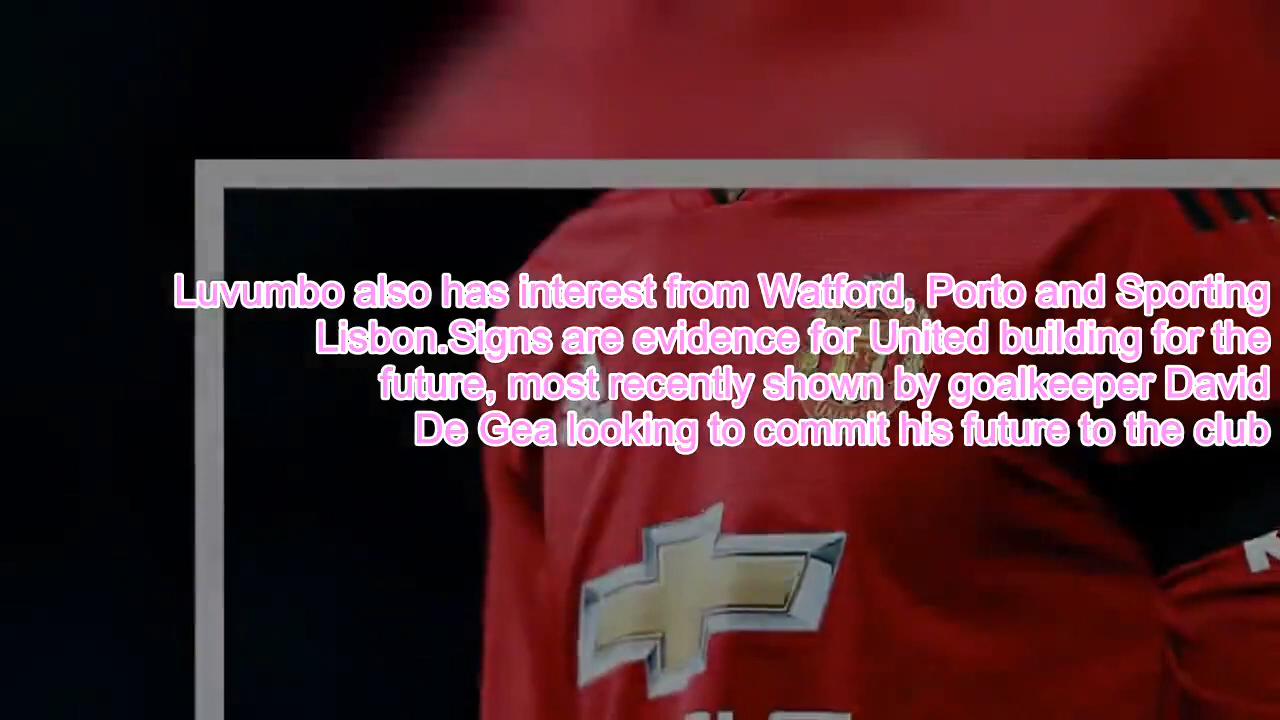 Luvumbo also has interest from Watford, Porto and Sporting
Lisbon.Signs are evidence for United building for the
future, most recently shown by goalkeeper David
De Gea looking to commit his future to the club